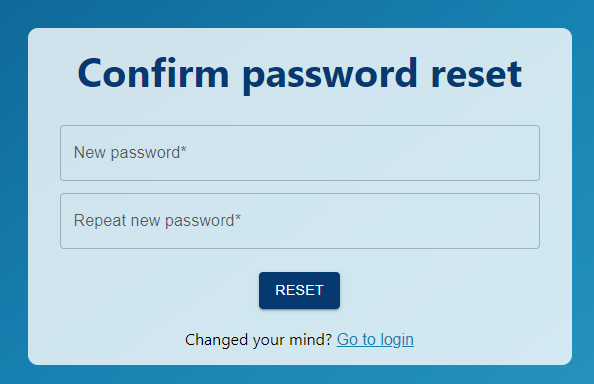 Confirm password reset
New password*
Repeat new password*
RESET
Changed your mind? Go to login